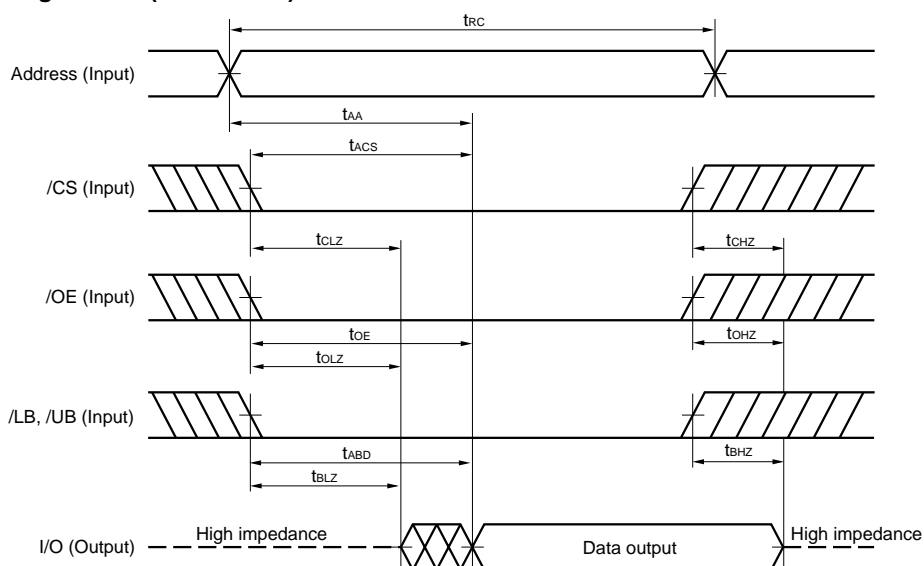 tRC
Address (Input)
tAA
tACS
/CS (Input)
tCLZ
tCHZ
/OE (Input)
tOE
tOHZ
tOLZ
/LB, /UB (Input)
tABD
tBHZ
tBLZ
I/O (Output)
High impedance
Data output
High impedance